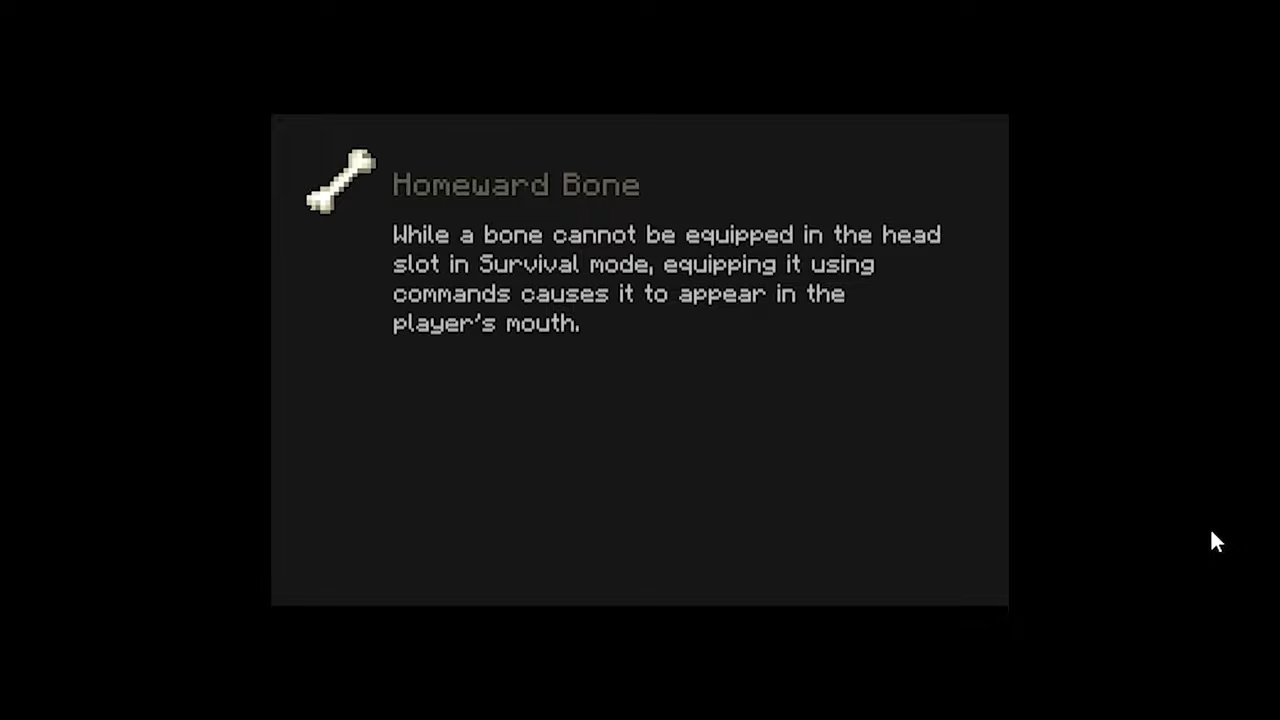 Homeward Bone
While a bone cannot be equipped in the head
slot in Survival mode, equipping it using
commands causes it to appear in the
player's mouth.